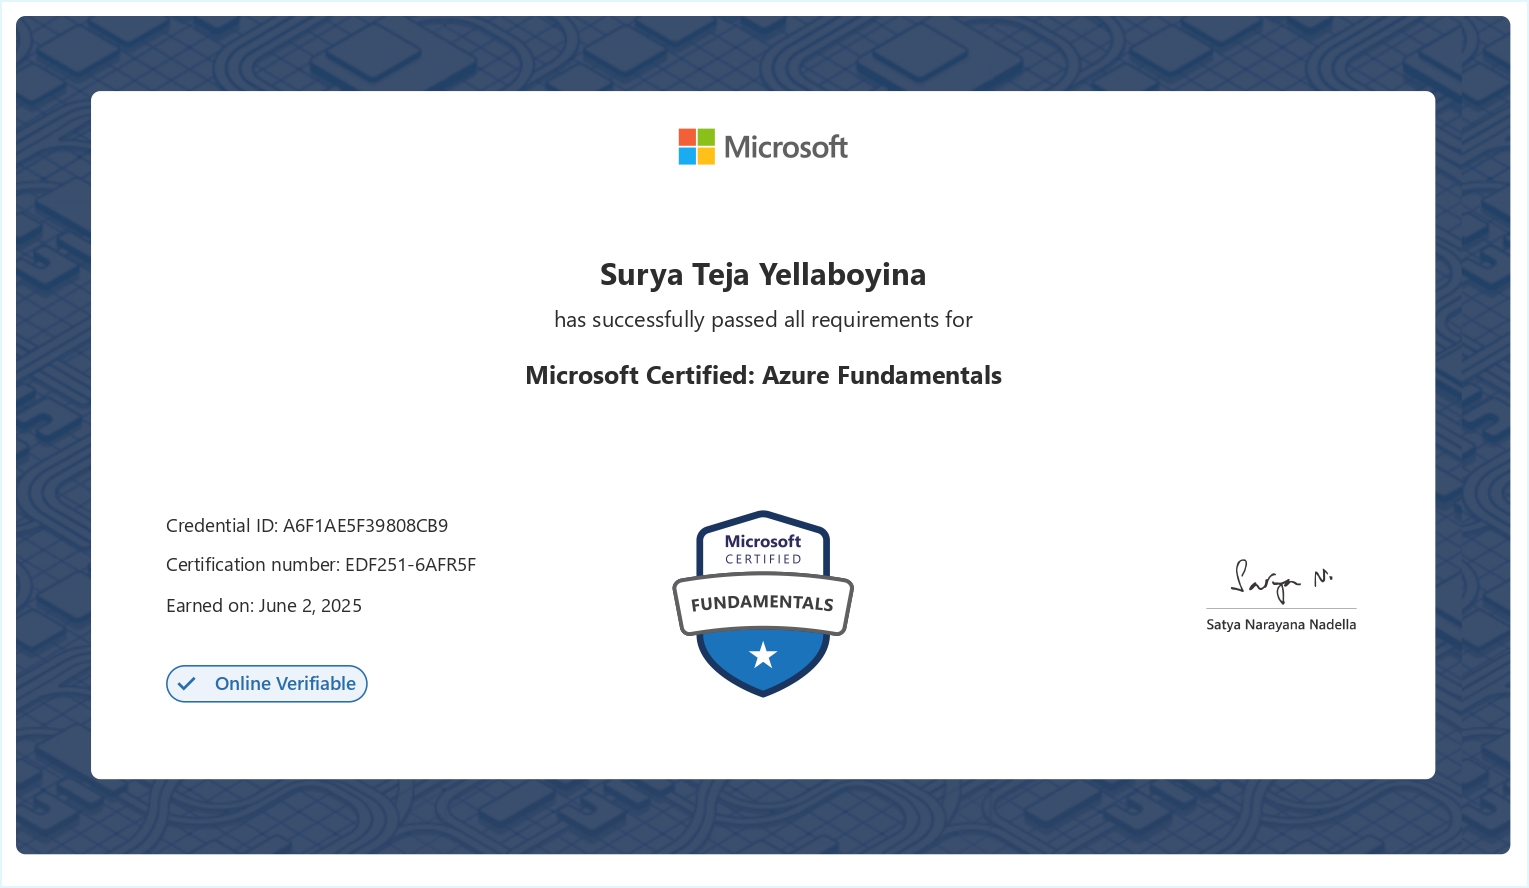 Microsoft
Surya Teja Yellaboyina
has successfully passed all requirements for
Microsoft Certified: Azure Fundamentals
Credential ID: A6F1AE5F39808CB9
Certification number: EDF251-6AFR5F
Earned on: June 2, 2025
Online Verifiable
Microsoft
CERTIFIED
FUNDAMENTALS
Satya N.
Satya Narayana Nadella